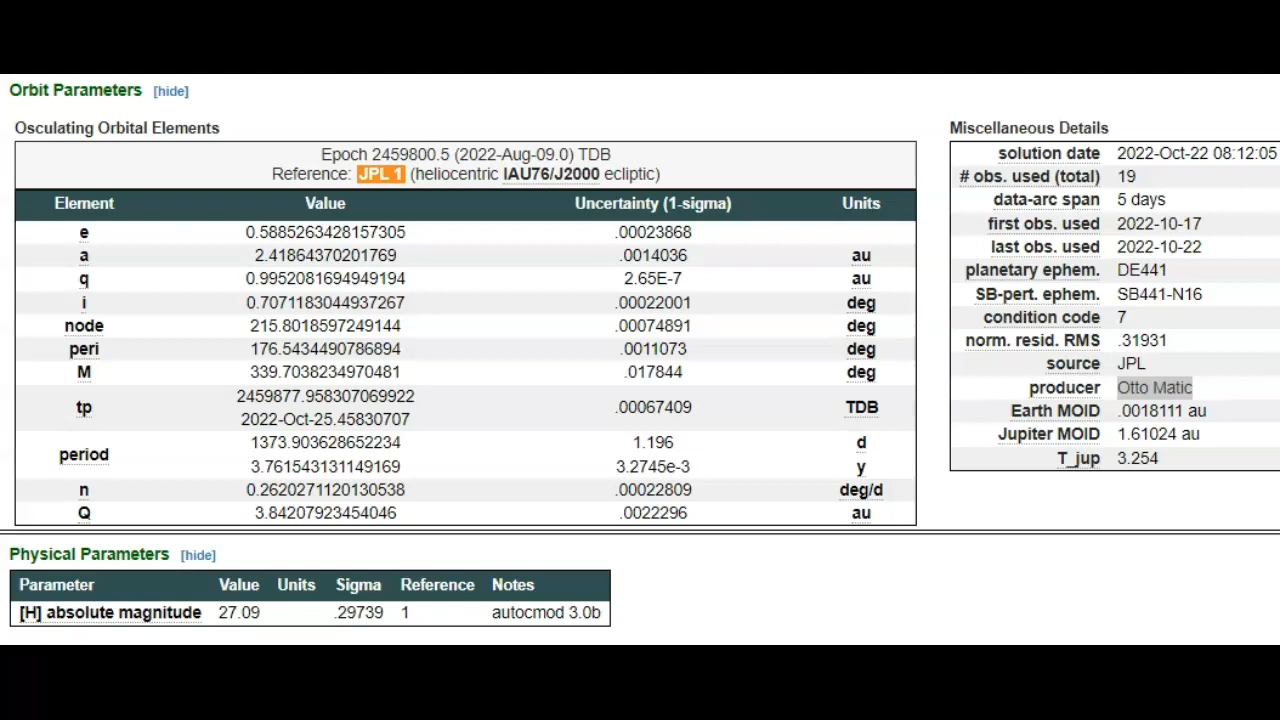 Orbit Parameters [hide]
Osculating Orbital Elements
Epoch 2459800.5 (2022-Aug-09.0) TDB
Reference: JPL 1 (heliocentric IAU76/J2000 ecliptic)
Element Value Uncertainty (1-sigma) Units
e 0.5885263428157305 .00023868
a 2.41864370201769 .0014036 au
q 0.9952081694949194 2.65E-7 au
i 0.7071183044937267 .00022001 deg
node 215.8018597249144 .00074891 deg
peri 176.5434490786894 .0011073 deg
M 339.7038234970481 .017844 deg
tp 2459877.958307069922 .00067409 TDB
2022-Oct-25.45830707
period 1373.903628652234 1.196 d
3.761543131149169 3.2745e-3 y
n 0.2620271120130538 .00022809 deg/d
Q 3.84207923454046 .0022296 au
Miscellaneous Details
solution date 2022-Oct-22 08:12:05
# obs. used (total) 19
data-arc span 5 days
first obs. used 2022-10-17
last obs. used 2022-10-22
planetary ephem. DE441
SB-pert. ephem. SB441-N16
condition code 7
norm. resid. RMS .31931
source JPL
producer Otto Matic
Earth MOID .0018111 au
Jupiter MOID 1.61024 au
T_jup 3.254
Physical Parameters [hide]
Parameter Value Units Sigma Reference Notes
[H] absolute magnitude 27.09 .29739 1 autocmod 3.0b